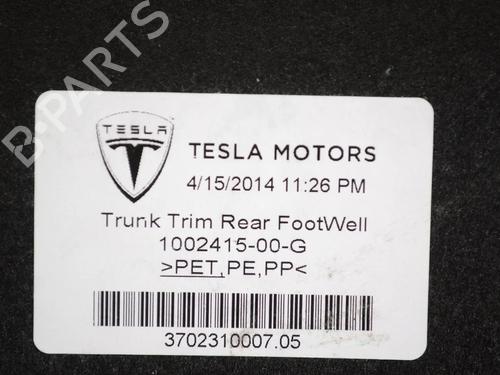 TESLA
TESLA MOTORS
4/15/2014 11:26 PM
Trunk Trim Rear FootWell
1002415-00-G
>PET,PE,PP<
3702310007.05
B-PARTS